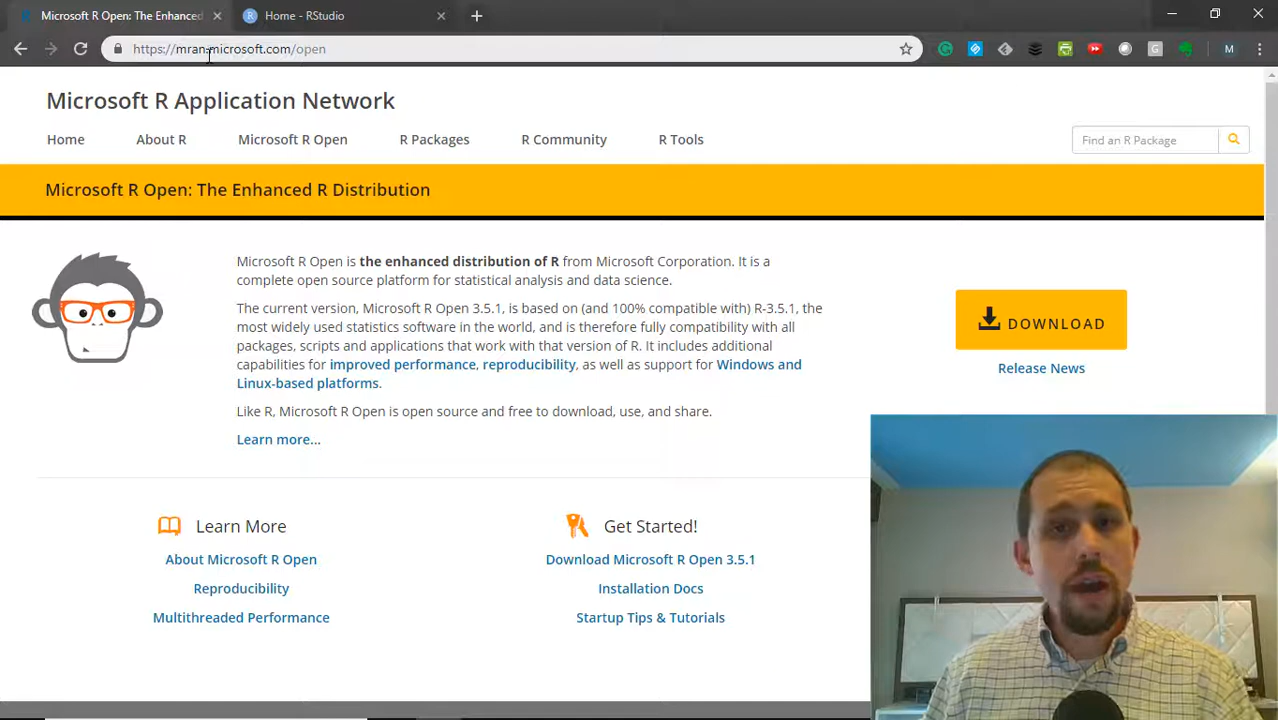 Microsoft R Open: The Enhanced
Home - RStudio
https://mran.microsoft.com/open
M
Microsoft R Application Network
Home
About R
Microsoft R Open
R Packages
R Community
R Tools
Find an R Package
Microsoft R Open: The Enhanced R Distribution
Microsoft R Open is the enhanced distribution of R from Microsoft Corporation. It is a
complete open source platform for statistical analysis and data science.
The current version, Microsoft R Open 3.5.1, is based on (and 100% compatible with) R-3.5.1, the
most widely used statistics software in the world, and is therefore fully compatibility with all
packages, scripts and applications that work with that version of R. It includes additional
capabilities for improved performance, reproducibility, as well as support for Windows and
Linux-based platforms.
Like R, Microsoft R Open is open source and free to download, use, and share.
Learn more...
DOWNLOAD
Release News
Learn More
About Microsoft R Open
Reproducibility
Multithreaded Performance
Get Started!
Download Microsoft R Open 3.5.1
Installation Docs
Startup Tips & Tutorials